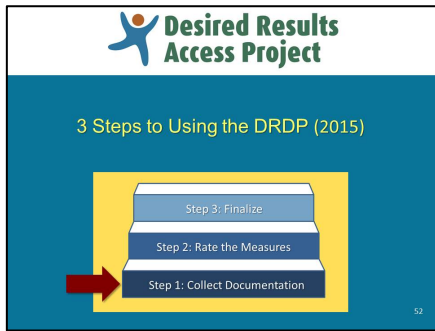 Desired Results
Access Project
3 Steps to Using the DRDP (2015)
Step 3: Finalize
Step 2: Rate the Measures
Step 1: Collect Documentation
52